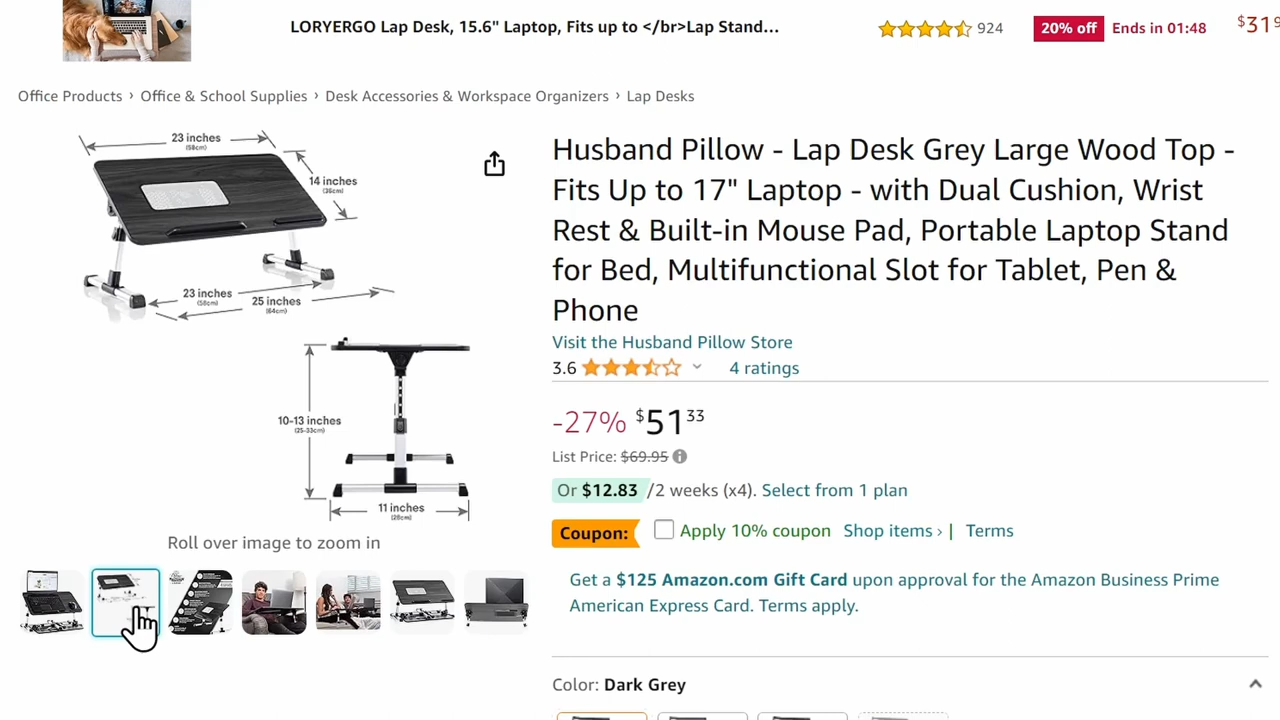 LORYERGO Lap Desk, 15.6" Laptop, Fits up to </br>Lap Stand...
924
20% off
Ends in 01:48
Office Products › Office & School Supplies › Desk Accessories & Workspace Organizers › Lap Desks
23 inches
(58cm)
14 inches
(36cm)
23 inches
(58cm)
25 inches
(64cm)
10-13 inches
(25-33cm)
11 inches
(28cm)
Roll over image to zoom in
Husband Pillow - Lap Desk Grey Large Wood Top -
Fits Up to 17" Laptop - with Dual Cushion, Wrist
Rest & Built-in Mouse Pad, Portable Laptop Stand
for Bed, Multifunctional Slot for Tablet, Pen &
Phone
Visit the Husband Pillow Store
3.6
4 ratings
-27% $51 33
List Price: $69.95
Or $12.83 /2 weeks (x4). Select from 1 plan
Coupon: Apply 10% coupon Shop items › | Terms
Get a $125 Amazon.com Gift Card upon approval for the Amazon Business Prime
American Express Card. Terms apply.
Color: Dark Grey